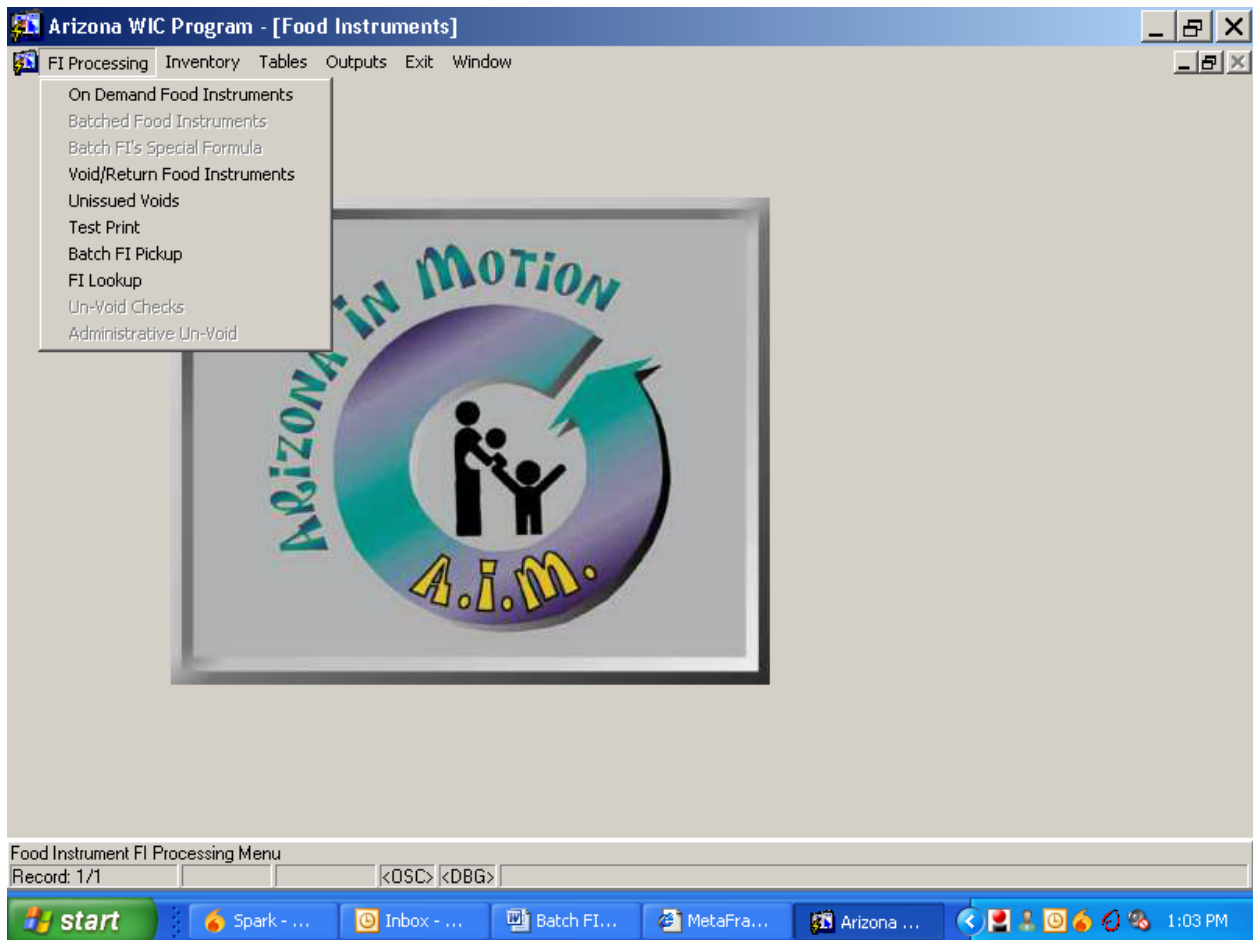 Arizona WIC Program - [Food Instruments]
FI Processing Inventory Tables Outputs Exit Window
On Demand Food Instruments
Batched Food Instruments
Batch FI's Special Formula
Void/Return Food Instruments
Unissued Voids
Test Print
Batch FI Pickup
FI Lookup
Un-Void Checks
Administrative Un-Void
ARIZONA IN MOTION
A.I.M.
Food Instrument FI Processing Menu
Record: 1/1 <OSC> <DBG>
start Spark - ... Inbox - ... Batch FI... MetaFra... Arizona ... 1:03 PM